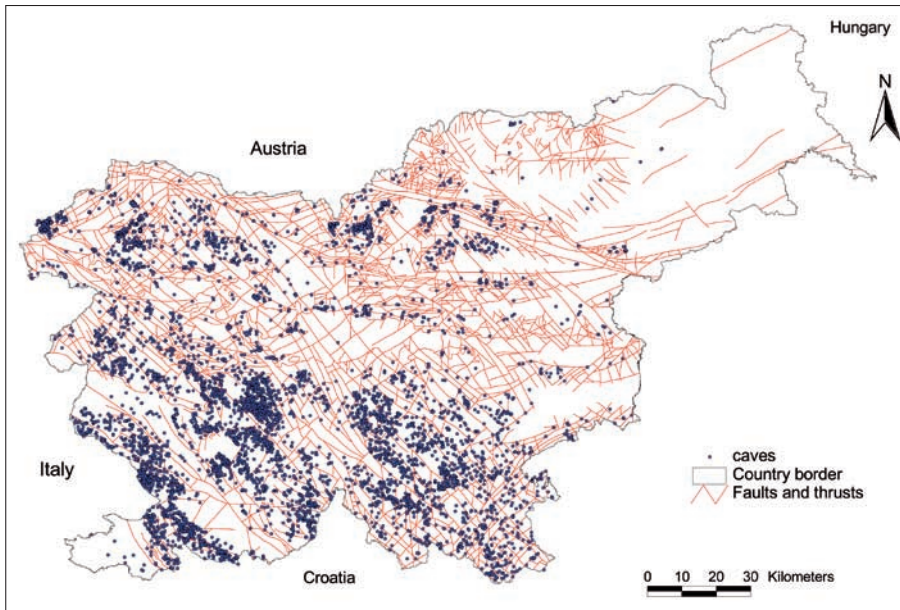 Hungary
N
Austria
Italy
caves
Country border
Faults and thrusts
Croatia
0 10 20 30 Kilometers